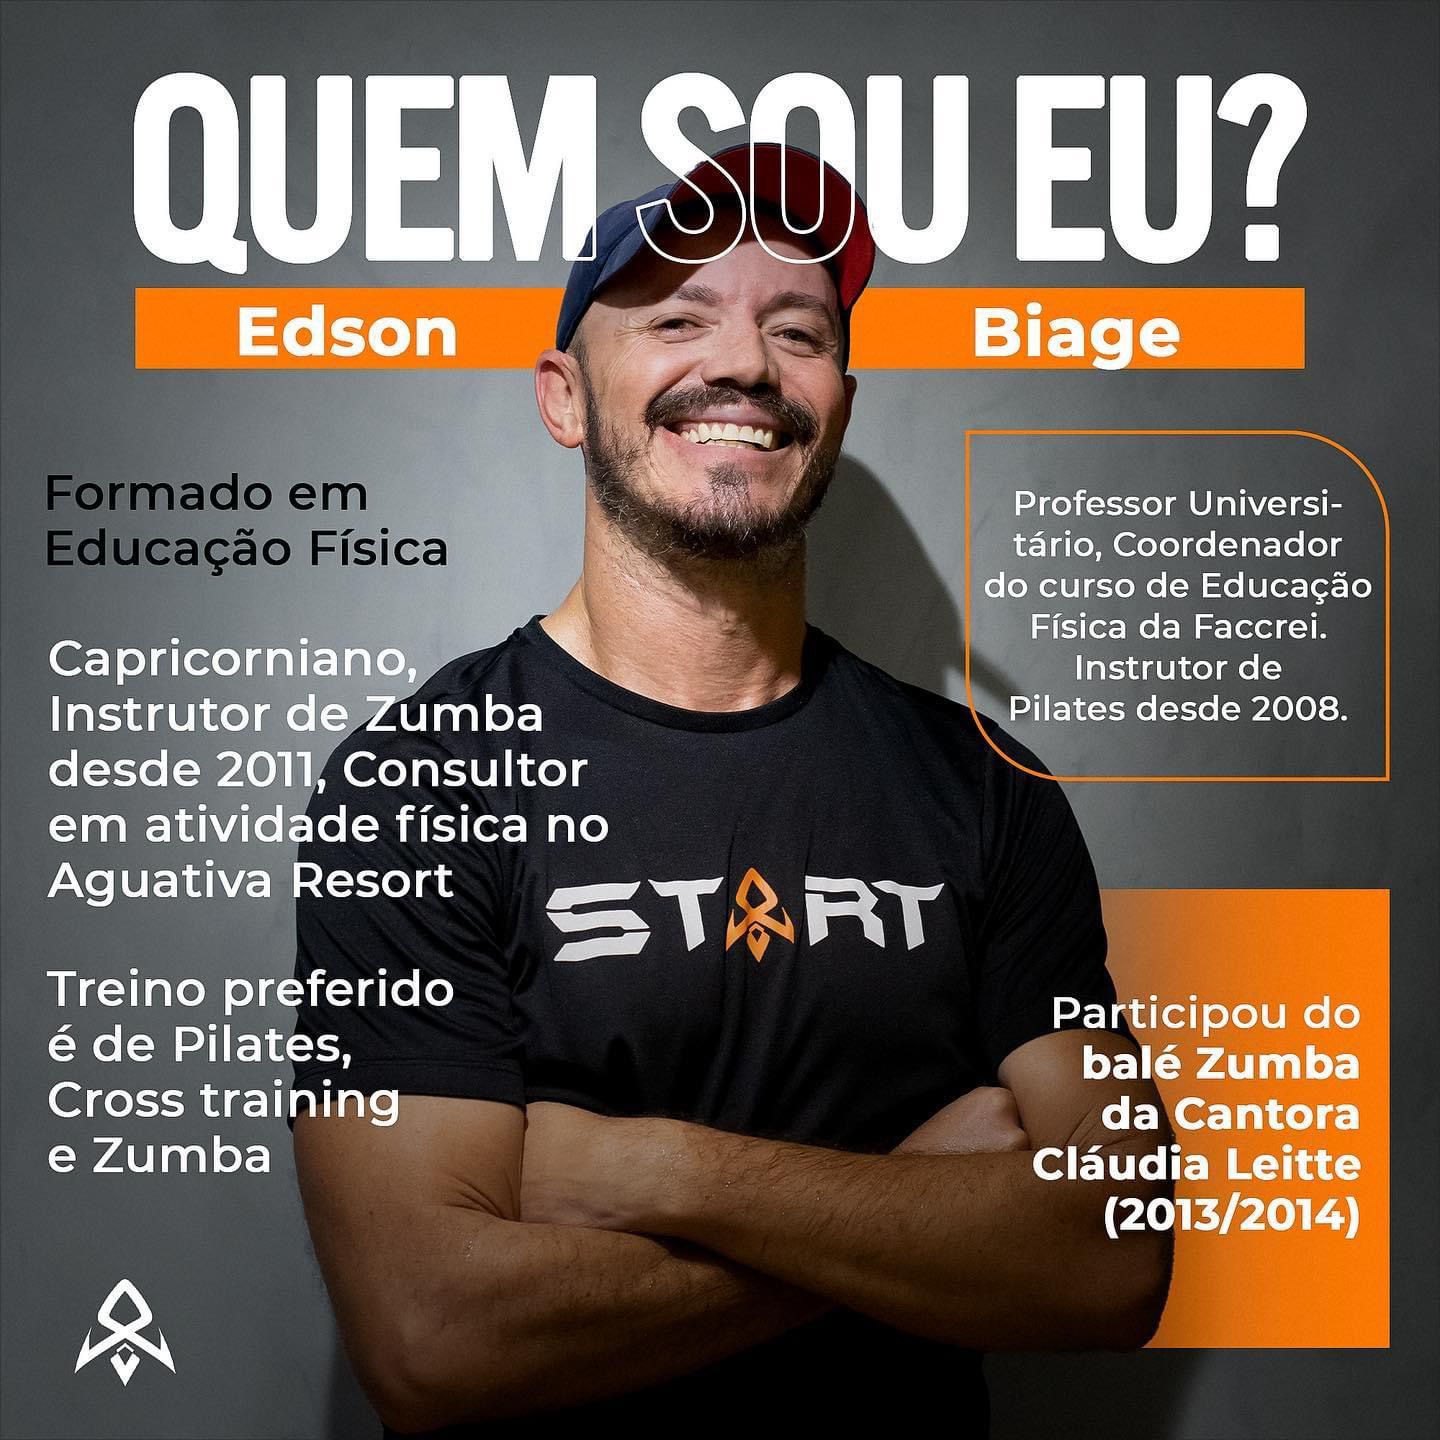 QUEM SOU EU?
Edson Biage
Formado em
Educação Física
Capricorniano,
Instrutor de Zumba
desde 2011, Consultor
em atividade física no
Aguativa Resort
Treino preferido
é de Pilates,
Cross training
e Zumba
Professor Universi-
tário, Coordenador
do curso de Educação
Física da Faccrei.
Instrutor de
Pilates desde 2008.
START
Participou do
balé Zumba
da Cantora
Cláudia Leitte
(2013/2014)